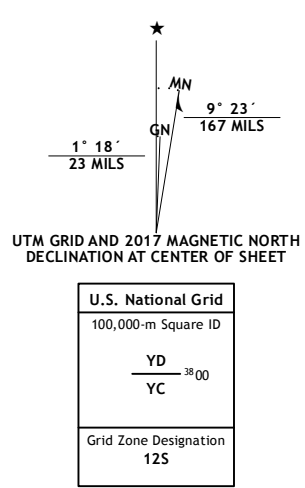 ★
MN
GN
9° 23´
167 MILS
1° 18´
23 MILS
UTM GRID AND 2017 MAGNETIC NORTH
DECLINATION AT CENTER OF SHEET
U.S. National Grid
100,000-m Square ID
YD
3800
YC
Grid Zone Designation
12S